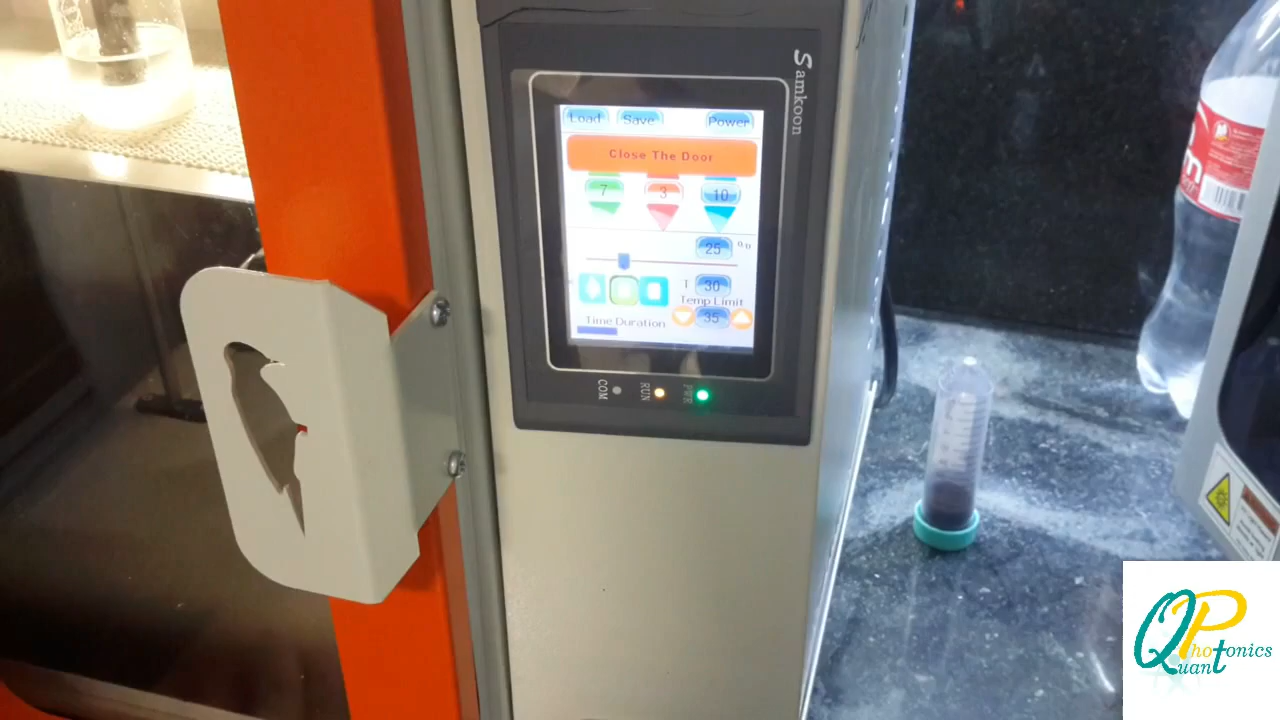 Samkoon
Load Save Power
Close The Door
7 3 10
25
T 30
Temp Limit
35
Time Duration
COM RUN PWR
Quant Photonics